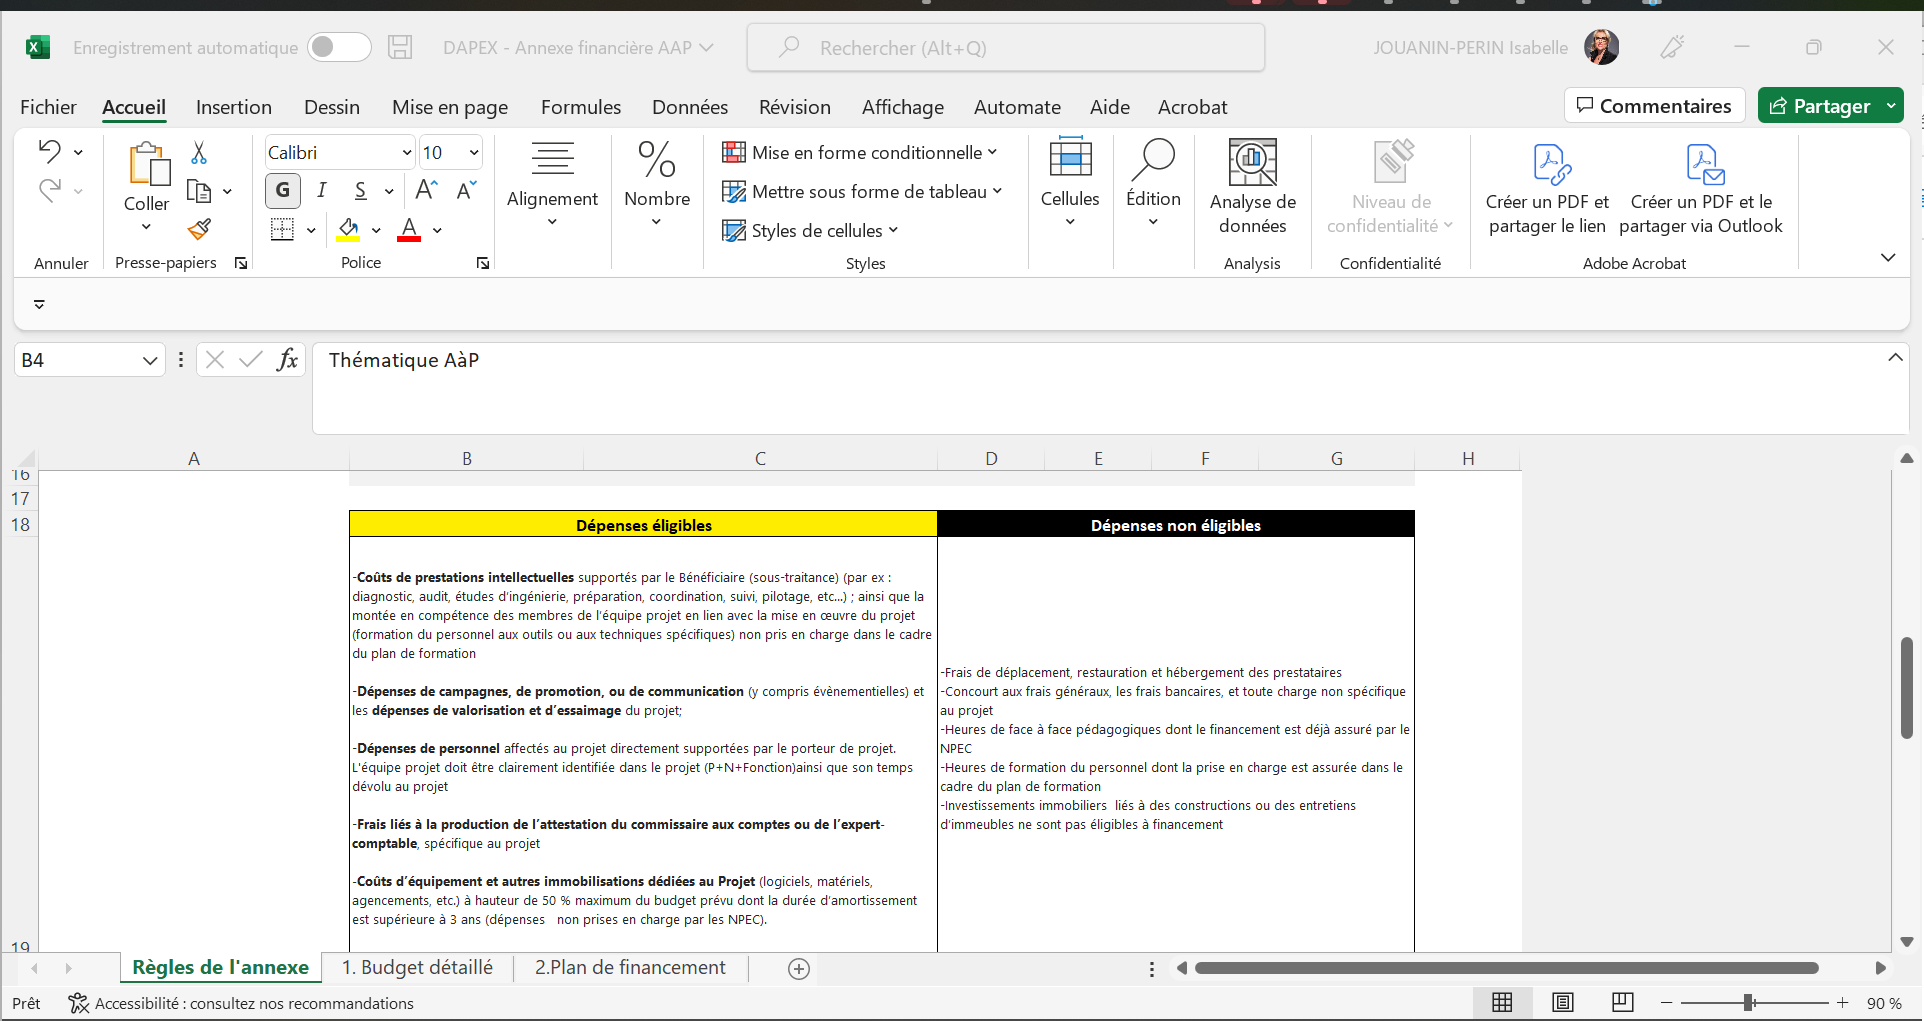 Enregistrement automatique
DAPEX - Annexe financière AAP
Rechercher (Alt+Q)
JOUANIN-PERIN Isabelle
Fichier Accueil Insertion Dessin Mise en page Formules Données Révision Affichage Automate Aide Acrobat
Commentaires
Partager
Coller
Calibri
10
G I S
A A
A
Alignement
Nombre
Mise en forme conditionnelle
Mettre sous forme de tableau
Styles de cellules
Cellules
Édition
Analyse de
données
Niveau de
confidentialité
Créer un PDF et
partager le lien
Créer un PDF et le
partager via Outlook
Annuler
Presse-papiers
Police
Styles
Analysis
Confidentialité
Adobe Acrobat
B4
fx
Thématique AàP
A B C D E F G H
16
17
18
19
Dépenses éligibles
-Coûts de prestations intellectuelles supportés par le Bénéficiaire (sous-traitance) (par ex :
diagnostic, audit, études d’ingénierie, préparation, coordination, suivi, pilotage, etc...) ; ainsi que la
montée en compétence des membres de l’équipe projet en lien avec la mise en œuvre du projet
(formation du personnel aux outils ou aux techniques spécifiques) non pris en charge dans le cadre
du plan de formation
-Dépenses de campagnes, de promotion, ou de communication (y compris évènementielles) et
les dépenses de valorisation et d’essaimage du projet;
-Dépenses de personnel affectés au projet directement supportées par le porteur de projet.
L'équipe projet doit être clairement identifiée dans le projet (P+N+Fonction)ainsi que son temps
dévolu au projet
-Frais liés à la production de l’attestation du commissaire aux comptes ou de l’expert-
comptable, spécifique au projet
-Coûts d’équipement et autres immobilisations dédiées au Projet (logiciels, matériels,
agencements, etc.) à hauteur de 50 % maximum du budget prévu dont la durée d’amortissement
est supérieure à 3 ans (dépenses non prises en charge par les NPEC).
Dépenses non éligibles
-Frais de déplacement, restauration et hébergement des prestataires
-Concourt aux frais généraux, les frais bancaires, et toute charge non spécifique
au projet
-Heures de face à face pédagogiques dont le financement est déjà assuré par le
NPEC
-Heures de formation du personnel dont la prise en charge est assurée dans le
cadre du plan de formation
-Investissements immobiliers liés à des constructions ou des entretiens
d’immeubles ne sont pas éligibles à financement
Règles de l'annexe
1. Budget détaillé
2.Plan de financement
Prêt
Accessibilité : consultez nos recommandations
90 %